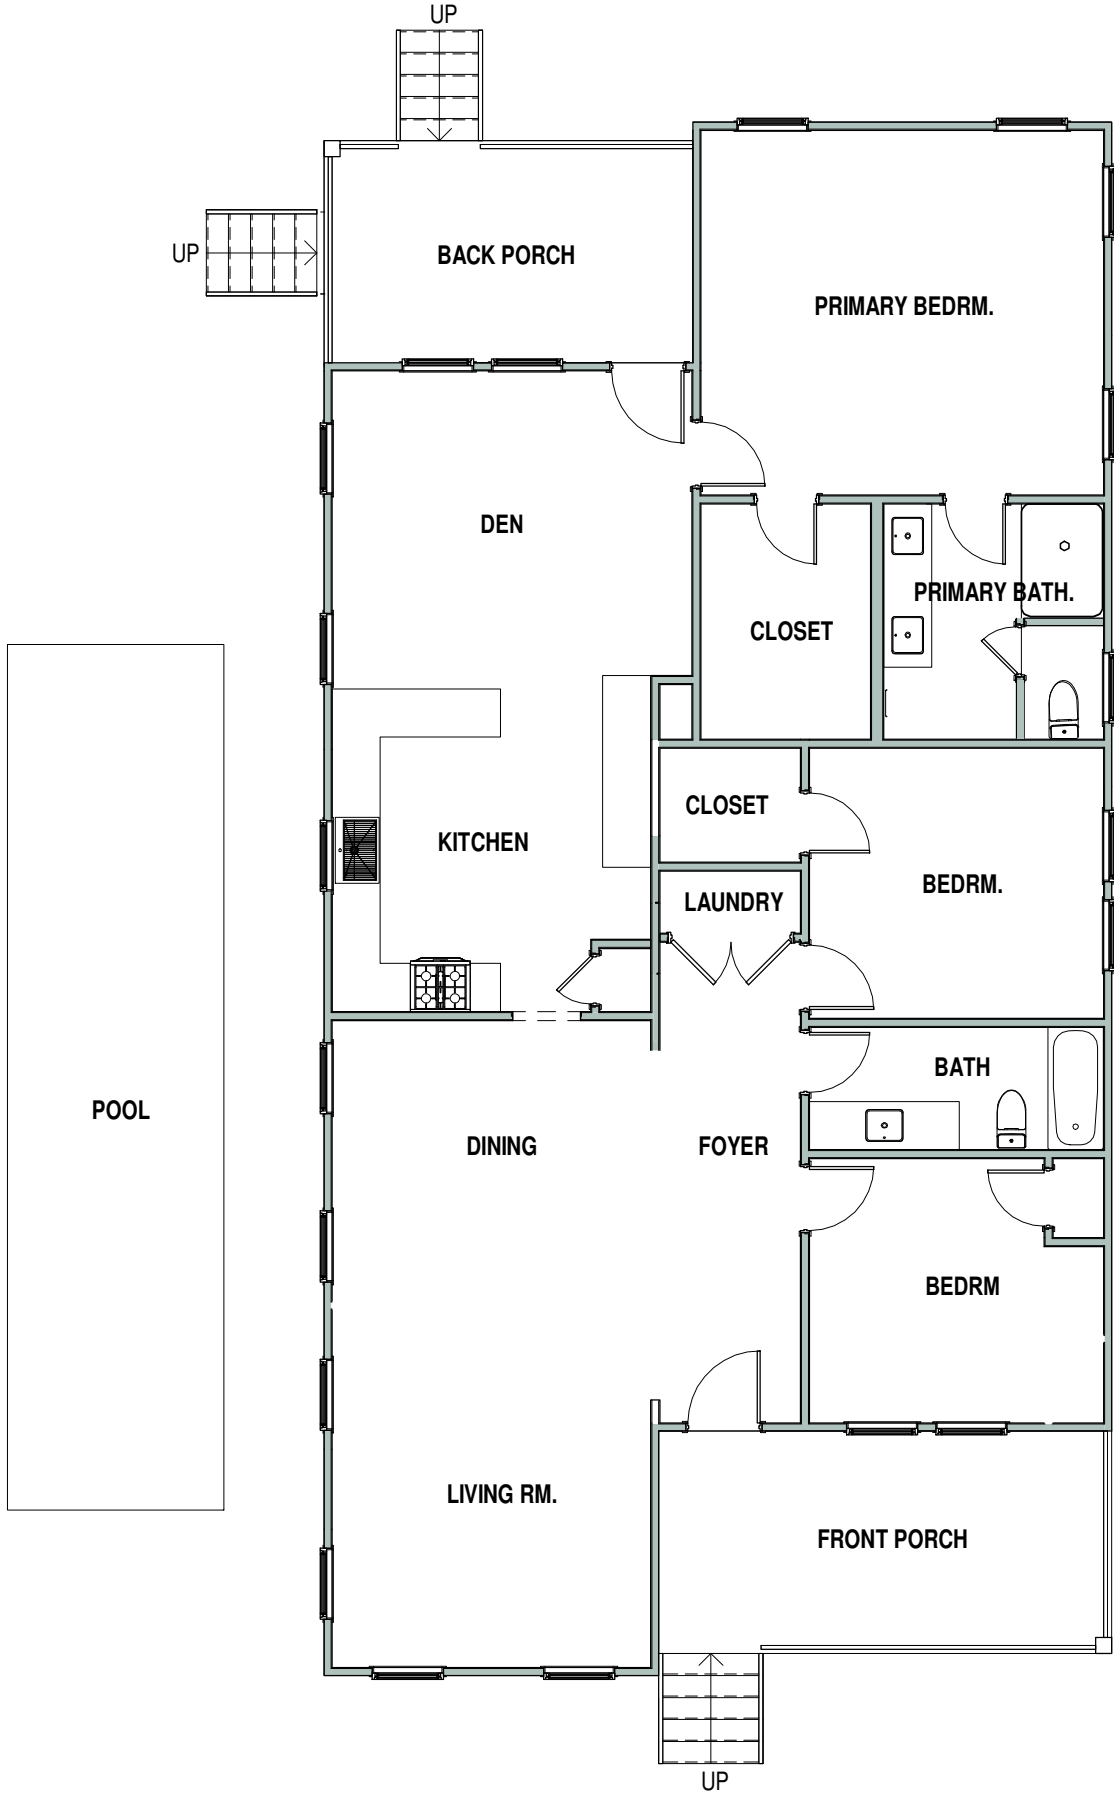 UP
UP
BACK PORCH
PRIMARY BEDRM.
DEN
PRIMARY BATH.
CLOSET
CLOSET
KITCHEN
BEDRM.
LAUNDRY
BATH
POOL
DINING
FOYER
BEDRM
LIVING RM.
FRONT PORCH
UP